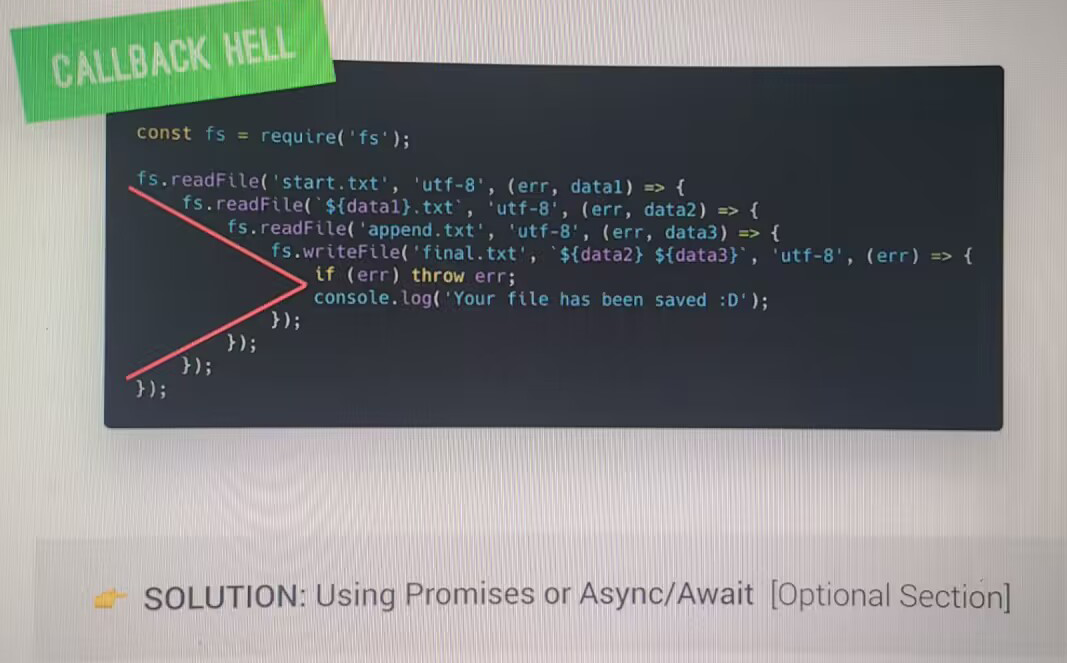 CALLBACK HELL
const fs = require('fs');
fs.readFile('start.txt', 'utf-8', (err, data1) => {
fs.readFile(`${data1}.txt`, 'utf-8', (err, data2) => {
fs.readFile('append.txt', 'utf-8', (err, data3) => {
fs.writeFile('final.txt', `${data2} ${data3}`, 'utf-8', (err) => {
if (err) throw err;
console.log('Your file has been saved :D');
});
});
});
});
👉 SOLUTION: Using Promises or Async/Await [Optional Section]